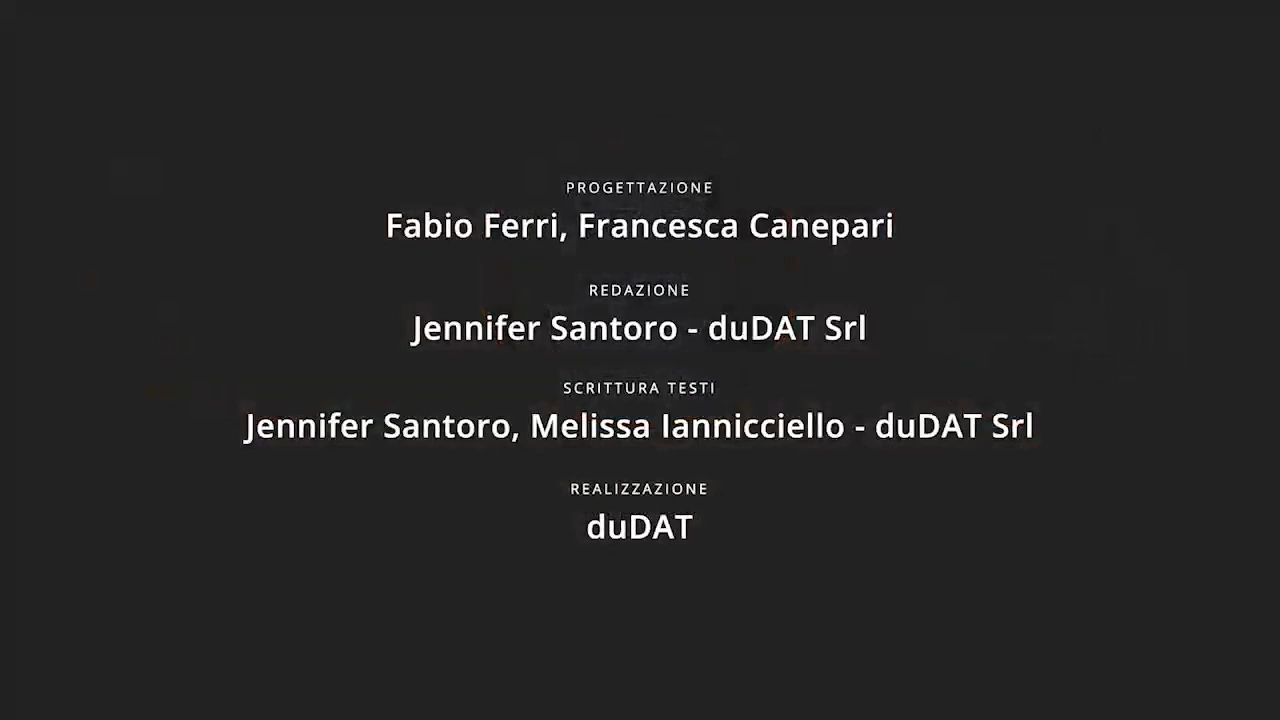 PROGETTAZIONE
Fabio Ferri, Francesca Canepari
REDAZIONE
Jennifer Santoro - duDAT Srl
SCRITTURA TESTI
Jennifer Santoro, Melissa Iannicciello - duDAT Srl
REALIZZAZIONE
duDAT